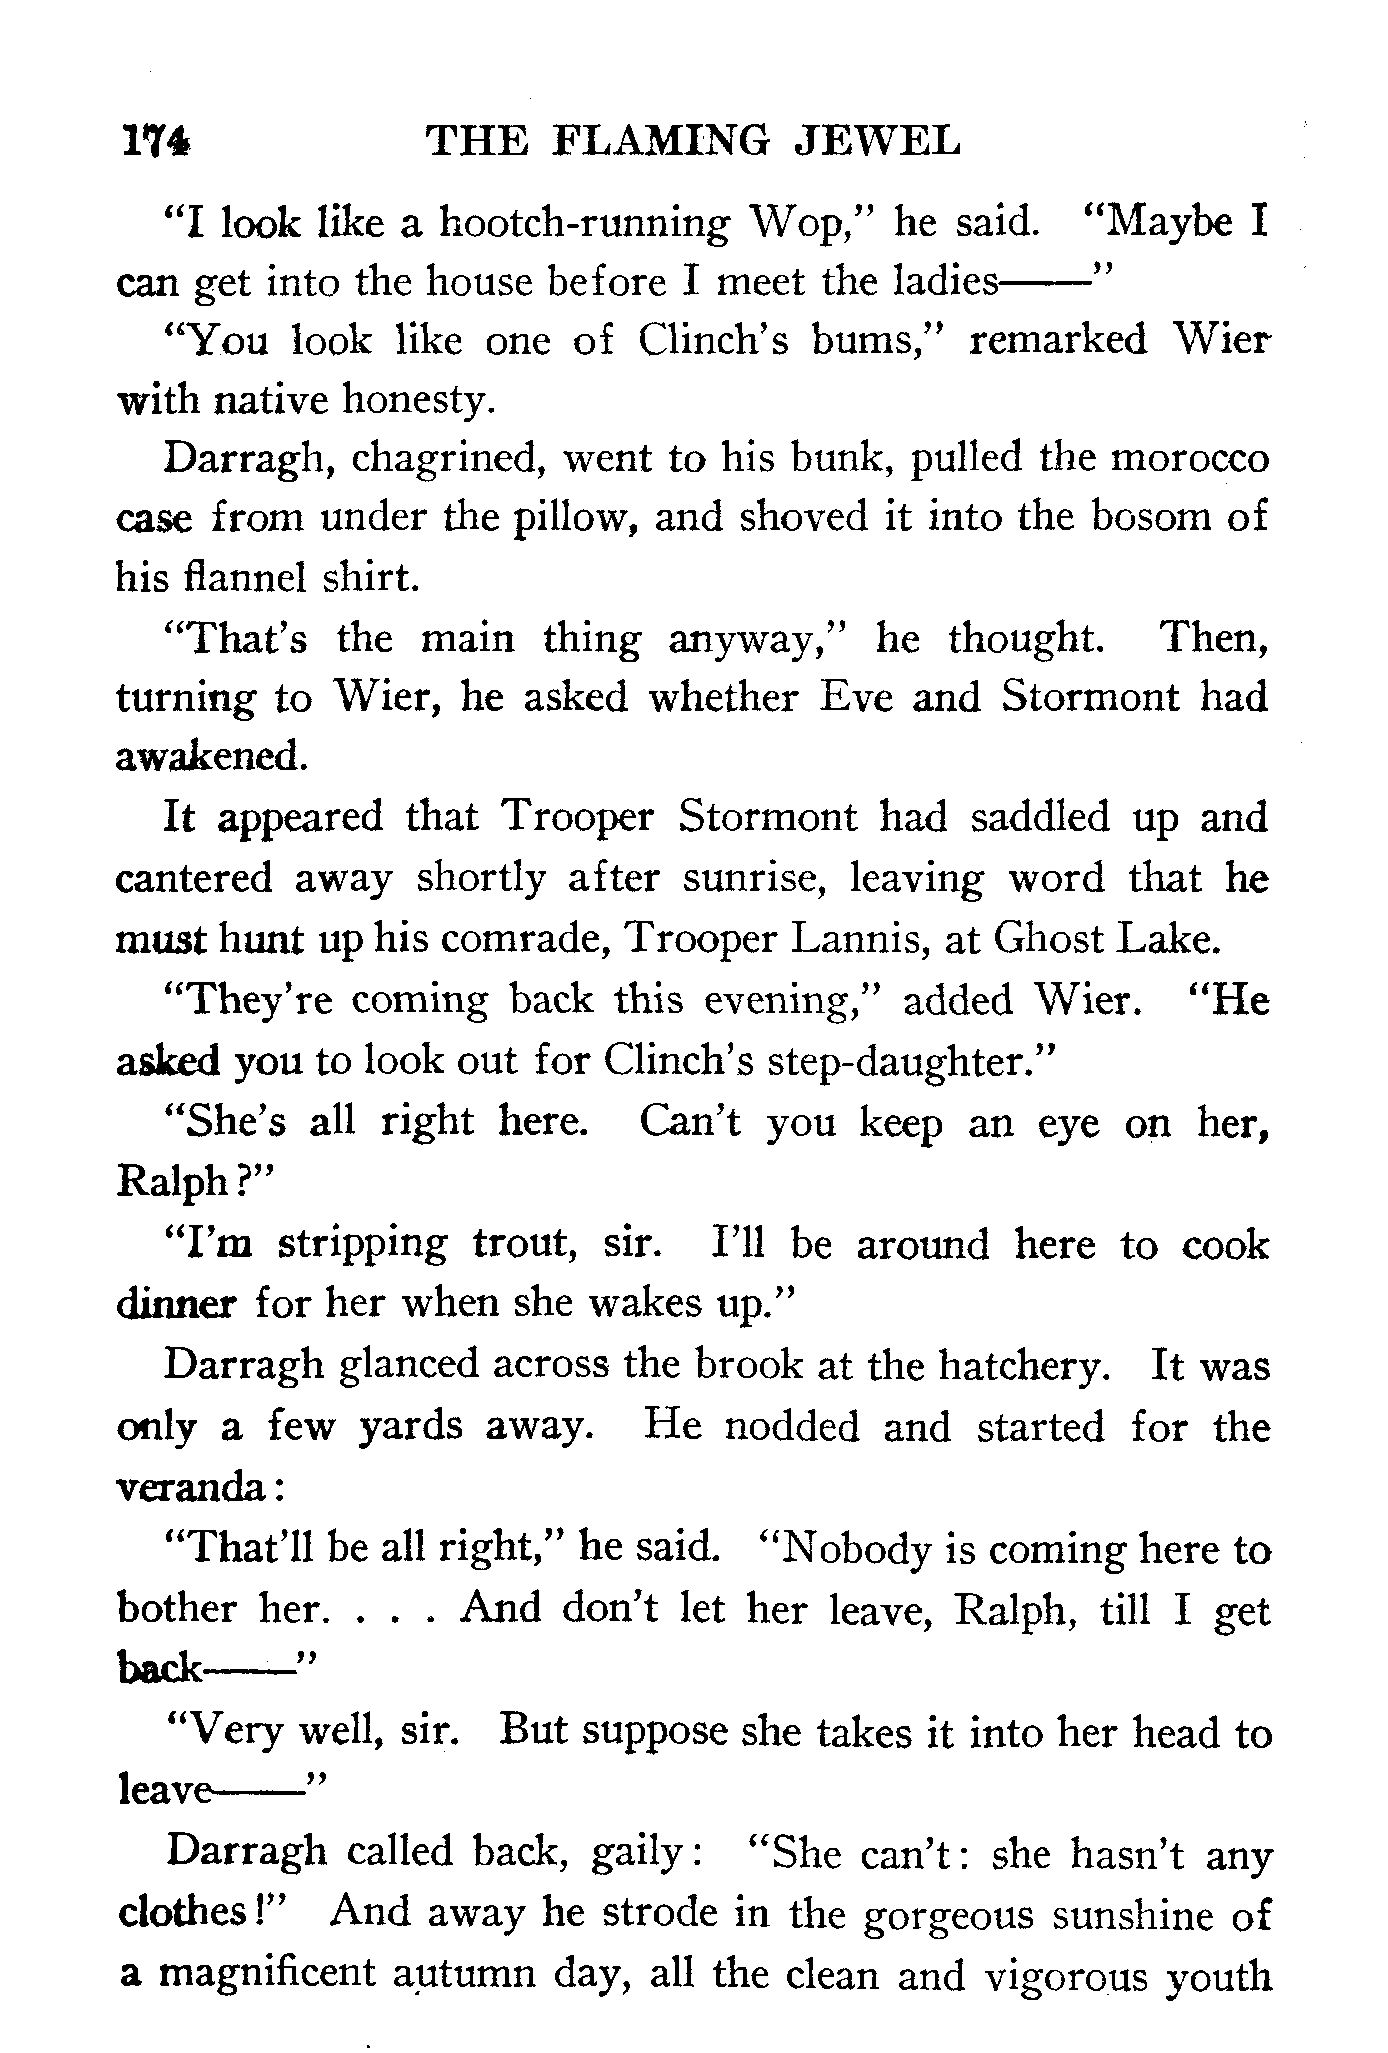 174 THE FLAMING JEWEL
“I look like a hootch-running Wop,” he said. “Maybe I
can get into the house before I meet the ladies——”
“You look like one of Clinch’s bums,” remarked Wier
with native honesty.
Darragh, chagrined, went to his bunk, pulled the morocco
case from under the pillow, and shoved it into the bosom of
his flannel shirt.
“That’s the main thing anyway,” he thought. Then,
turning to Wier, he asked whether Eve and Stormont had
awakened.
It appeared that Trooper Stormont had saddled up and
cantered away shortly after sunrise, leaving word that he
must hunt up his comrade, Trooper Lannis, at Ghost Lake.
“They’re coming back this evening,” added Wier. “He
asked you to look out for Clinch’s step-daughter.”
“She’s all right here. Can’t you keep an eye on her,
Ralph?”
“I’m stripping trout, sir. I’ll be around here to cook
dinner for her when she wakes up.”
Darragh glanced across the brook at the hatchery. It was
only a few yards away. He nodded and started for the
veranda:
“That’ll be all right,” he said. “Nobody is coming here to
bother her. . . . And don’t let her leave, Ralph, till I get
back——”
“Very well, sir. But suppose she takes it into her head to
leave——”
Darragh called back, gaily: “She can’t: she hasn’t any
clothes!” And away he strode in the gorgeous sunshine of
a magnificent autumn day, all the clean and vigorous youth